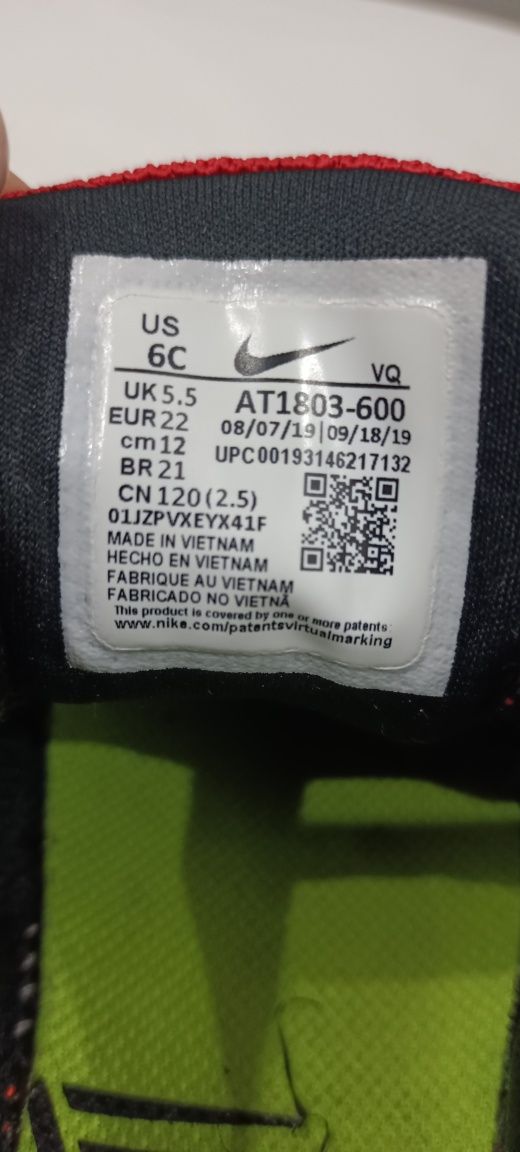 US
6C
VQ
UK 5.5
AT1803-600
EUR 22
08/07/19|09/18/19
cm 12
UPC00193146217132
BR 21
CN 120 (2.5)
01JZPVXEYX41F
MADE IN VIETNAM
HECHO EN VIETNAM
FABRIQUE AU VIETNAM
FABRICADO NO VIETNÃ
This product is covered by one or more patents:
www.nike.com/patentsvirtualmarking